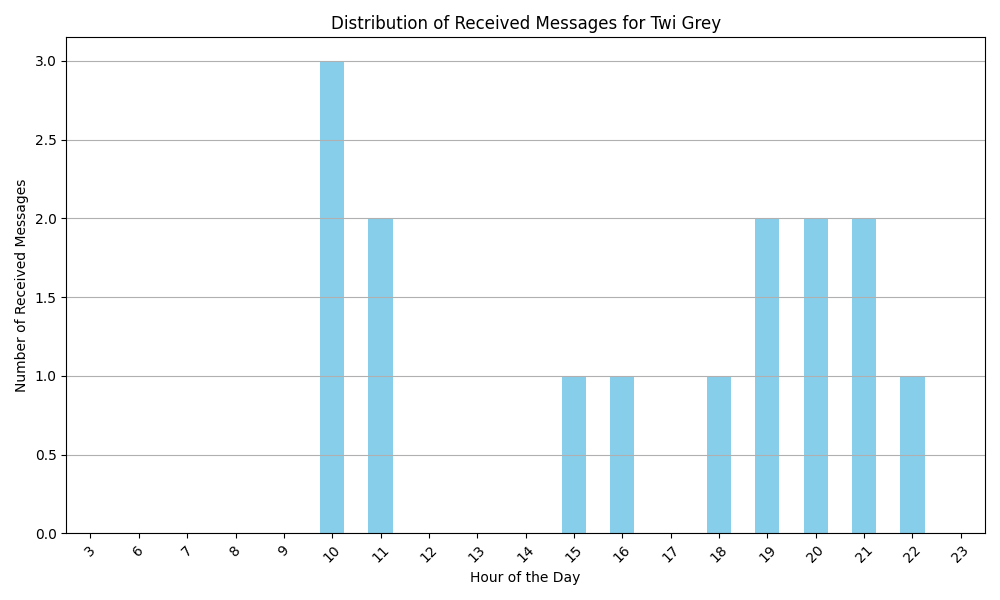 Distribution of Received Messages for Twi Grey
Number of Received Messages
3.0
2.5
2.0
1.5
1.0
0.5
0.0
3 6 7 8 9 10 11 12 13 14 15 16 17 18 19 20 21 22 23
Hour of the Day